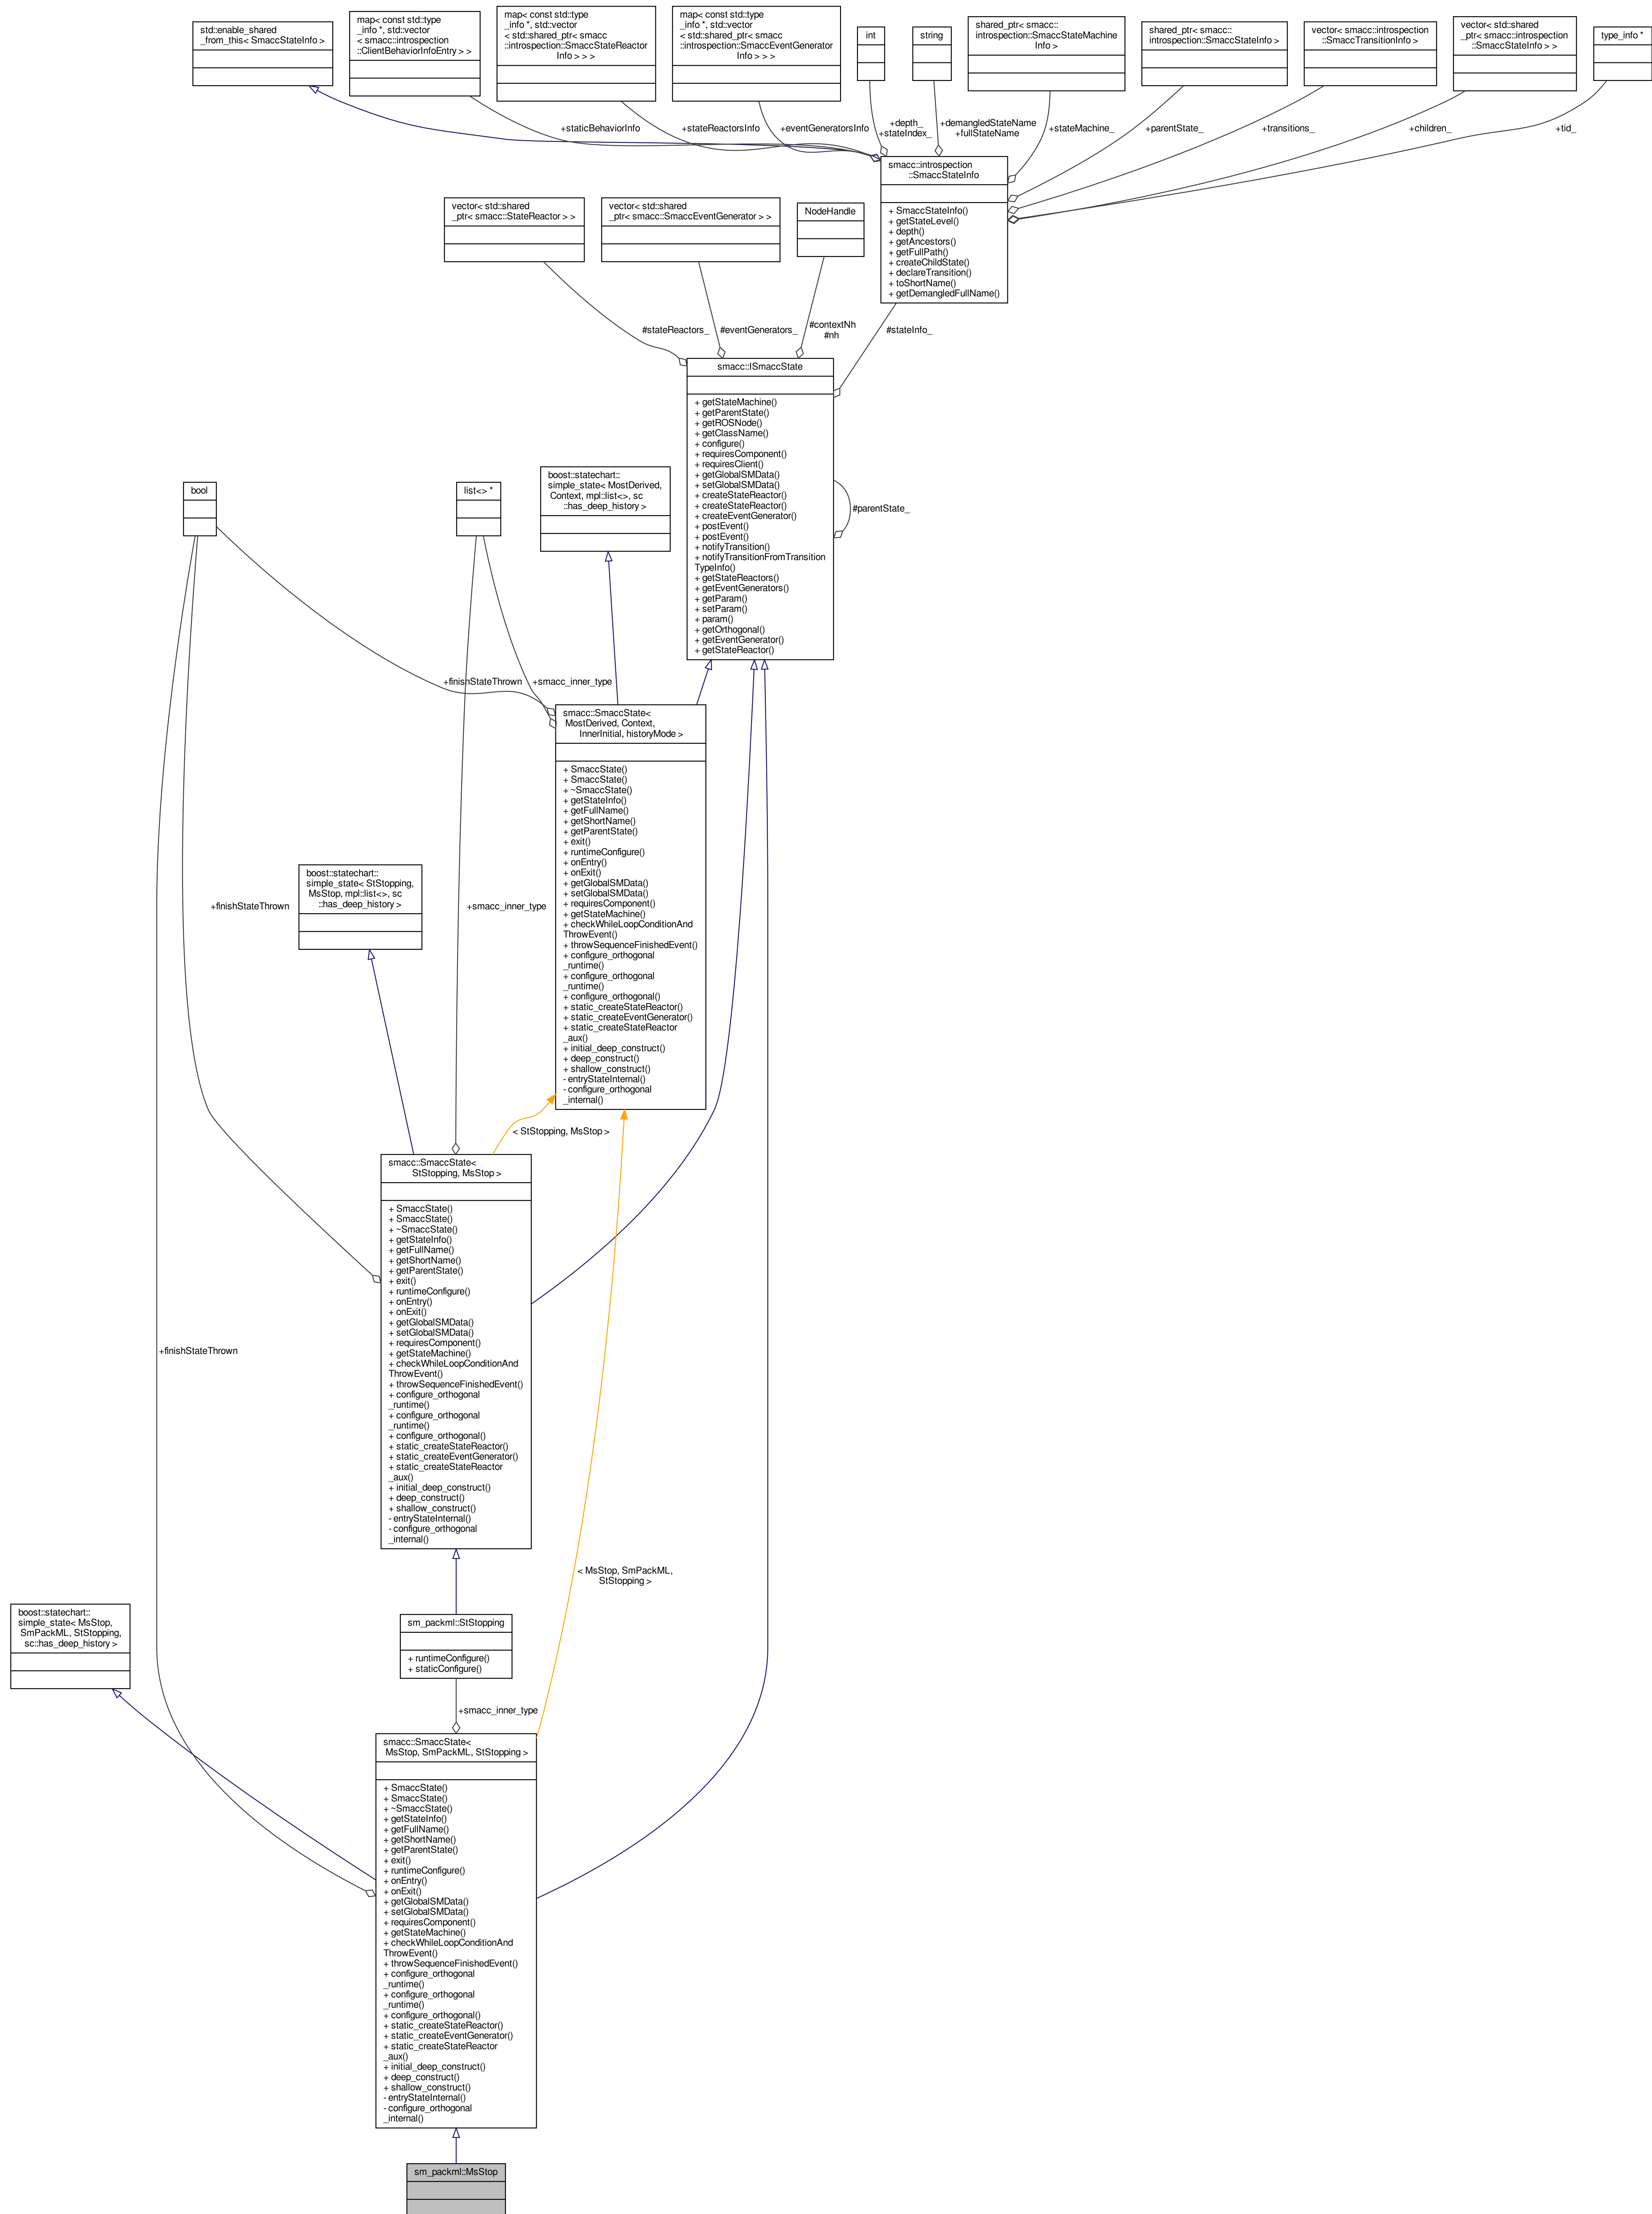 std::enable_shared
_from_this< SmaccStateInfo >
map< const std::type
_info *, std::vector
< smacc::introspection
::ClientBehaviorInfoEntry > >
map< const std::type
_info *, std::vector
< std::shared_ptr< smacc
::introspection::SmaccStateReactor
Info > > >
map< const std::type
_info *, std::vector
< std::shared_ptr< smacc
::introspection::SmaccEventGenerator
Info > > >
int
string
shared_ptr< smacc::
introspection::SmaccStateMachine
Info >
shared_ptr< smacc::
introspection::SmaccStateInfo >
vector< smacc::introspection
::SmaccTransitionInfo >
vector< std::shared
_ptr< smacc::introspection
::SmaccStateInfo > >
type_info *
+staticBehaviorInfo
+stateReactorsInfo
+eventGeneratorsInfo
+depth_
+stateIndex_
+demangledStateName
+fullStateName
+stateMachine_
+parentState_
+transitions_
+children_
+tid_
smacc::introspection
::SmaccStateInfo
+ SmaccStateInfo()
+ getStateLevel()
+ depth()
+ getAncestors()
+ getFullPath()
+ createChildState()
+ declareTransition()
+ toShortName()
+ getDemangledFullName()
vector< std::shared
_ptr< smacc::StateReactor > >
vector< std::shared
_ptr< smacc::SmaccEventGenerator > >
NodeHandle
#stateReactors_
#eventGenerators_
#contextNh
#nh
#stateInfo_
smacc::ISmaccState
+ getStateMachine()
+ getParentState()
+ getROSNode()
+ getClassName()
+ configure()
+ requiresComponent()
+ requiresClient()
+ getGlobalSMData()
+ setGlobalSMData()
+ createStateReactor()
+ createStateReactor()
+ createEventGenerator()
+ postEvent()
+ postEvent()
+ notifyTransition()
+ notifyTransitionFromTransition
TypeInfo()
+ getStateReactors()
+ getEventGenerators()
+ getParam()
+ setParam()
+ param()
+ getOrthogonal()
+ getEventGenerator()
+ getStateReactor()
#parentState_
bool
list<> *
boost::statechart::
simple_state< MostDerived,
Context, mpl::list<>, sc
::has_deep_history >
+finishStateThrown
+smacc_inner_type
smacc::SmaccState<
MostDerived, Context,
InnerInitial, historyMode >
+ SmaccState()
+ SmaccState()
+ ~SmaccState()
+ getStateInfo()
+ getFullName()
+ getShortName()
+ getParentState()
+ exit()
+ runtimeConfigure()
+ onEntry()
+ onExit()
+ getGlobalSMData()
+ setGlobalSMData()
+ requiresComponent()
+ getStateMachine()
+ checkWhileLoopConditionAnd
ThrowEvent()
+ throwSequenceFinishedEvent()
+ configure_orthogonal
_runtime()
+ configure_orthogonal
_runtime()
+ configure_orthogonal()
+ static_createStateReactor()
+ static_createEventGenerator()
+ static_createStateReactor
_aux()
+ initial_deep_construct()
+ deep_construct()
+ shallow_construct()
- entryStateInternal()
- configure_orthogonal
_internal()
boost::statechart::
simple_state< StStopping,
MsStop, mpl::list<>, sc
::has_deep_history >
+finishStateThrown
+smacc_inner_type
< StStopping, MsStop >
smacc::SmaccState<
StStopping, MsStop >
+ SmaccState()
+ SmaccState()
+ ~SmaccState()
+ getStateInfo()
+ getFullName()
+ getShortName()
+ getParentState()
+ exit()
+ runtimeConfigure()
+ onEntry()
+ onExit()
+ getGlobalSMData()
+ setGlobalSMData()
+ requiresComponent()
+ getStateMachine()
+ checkWhileLoopConditionAnd
ThrowEvent()
+ throwSequenceFinishedEvent()
+ configure_orthogonal
_runtime()
+ configure_orthogonal
_runtime()
+ configure_orthogonal()
+ static_createStateReactor()
+ static_createEventGenerator()
+ static_createStateReactor
_aux()
+ initial_deep_construct()
+ deep_construct()
+ shallow_construct()
- entryStateInternal()
- configure_orthogonal
_internal()
+finishStateThrown
< MsStop, SmPackML,
StStopping >
boost::statechart::
simple_state< MsStop,
SmPackML, StStopping,
sc::has_deep_history >
sm_packml::StStopping
+ runtimeConfigure()
+ staticConfigure()
+smacc_inner_type
smacc::SmaccState<
MsStop, SmPackML, StStopping >
+ SmaccState()
+ SmaccState()
+ ~SmaccState()
+ getStateInfo()
+ getFullName()
+ getShortName()
+ getParentState()
+ exit()
+ runtimeConfigure()
+ onEntry()
+ onExit()
+ getGlobalSMData()
+ setGlobalSMData()
+ requiresComponent()
+ getStateMachine()
+ checkWhileLoopConditionAnd
ThrowEvent()
+ throwSequenceFinishedEvent()
+ configure_orthogonal
_runtime()
+ configure_orthogonal
_runtime()
+ configure_orthogonal()
+ static_createStateReactor()
+ static_createEventGenerator()
+ static_createStateReactor
_aux()
+ initial_deep_construct()
+ deep_construct()
+ shallow_construct()
- entryStateInternal()
- configure_orthogonal
_internal()
sm_packml::MsStop